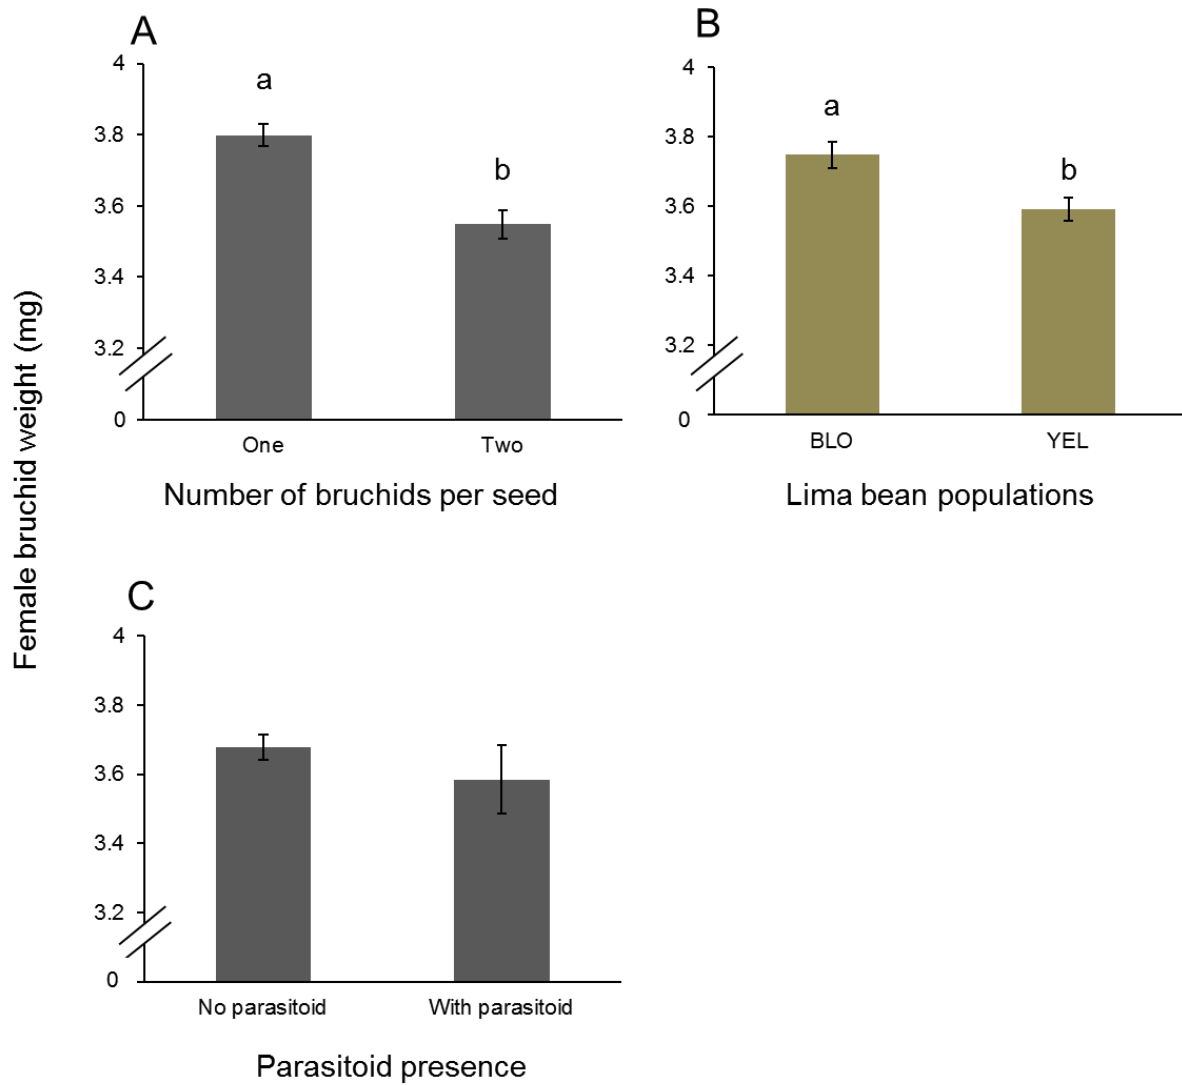 Female bruchid weight (mg)
A
4
3.8
3.6
3.4
3.2
0
a
b
One
Two
Number of bruchids per seed
B
4
3.8
3.6
3.4
3.2
0
a
b
BLO
YEL
Lima bean populations
C
4
3.8
3.6
3.4
3.2
0
No parasitoid
With parasitoid
Parasitoid presence